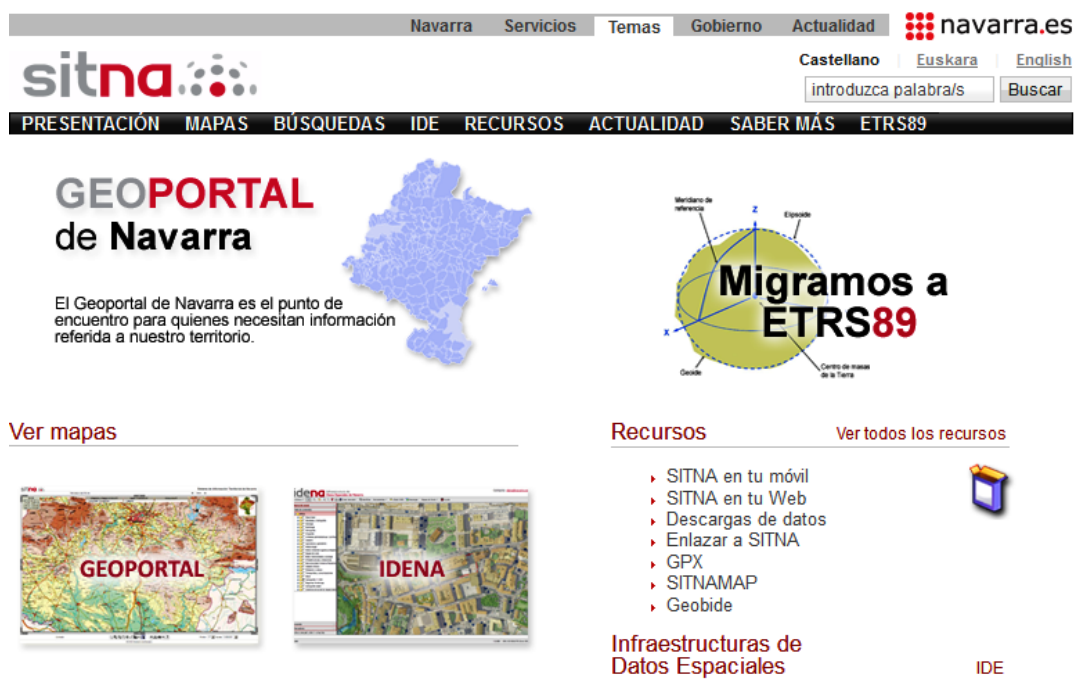 Navarra Servicios Temas Gobierno Actualidad navarra.es
Castellano Euskara English
sitna
introduzca palabra/s Buscar
PRESENTACIÓN MAPAS BÚSQUEDAS IDE RECURSOS ACTUALIDAD SABER MÁS ETRS89
GEOPORTAL
de Navarra
El Geoportal de Navarra es el punto de
encuentro para quienes necesitan información
referida a nuestro territorio.
Meridiano de
referencia
Z
Elipsoide
Migramos a
ETRS89
X
Geoide
Centro de masas
de la Tierra
Ver mapas
GEOPORTAL
idena
IDENA
Recursos Ver todos los recursos
SITNA en tu móvil
SITNA en tu Web
Descargas de datos
Enlazar a SITNA
GPX
SITNAMAP
Geobide
Infraestructuras de
Datos Espaciales IDE